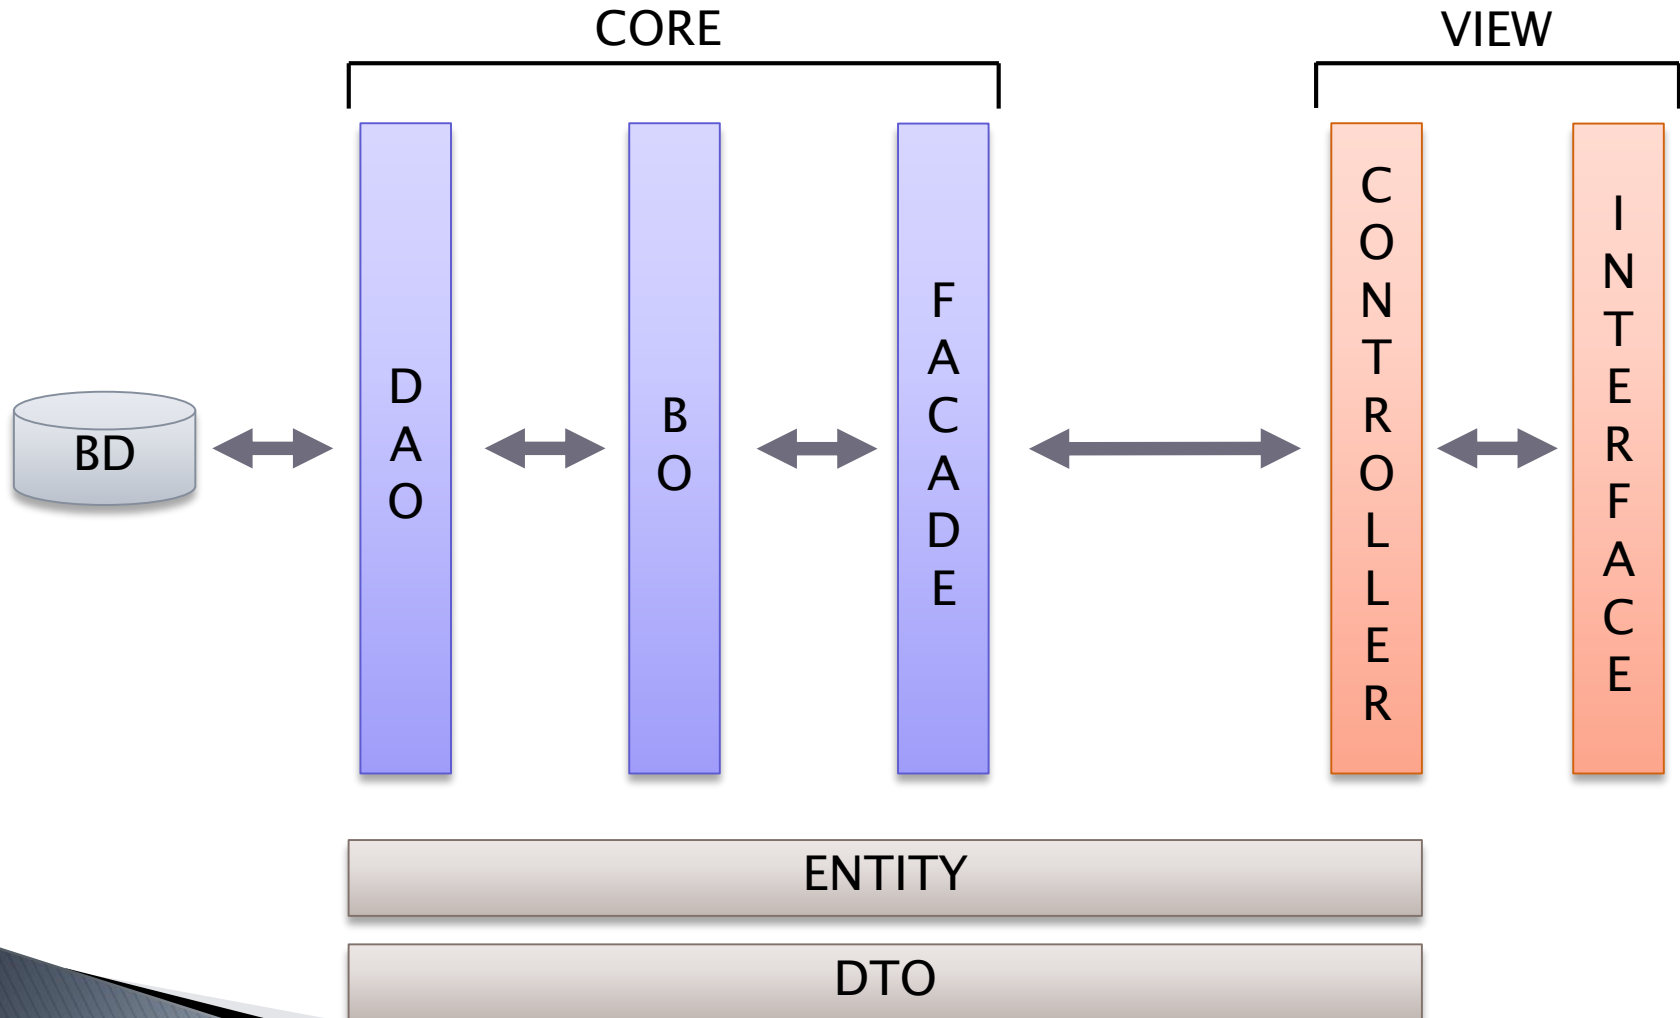 CORE
VIEW
BD
DAO
BO
FACADE
CONTROLLER
INTERFACE
ENTITY
DTO